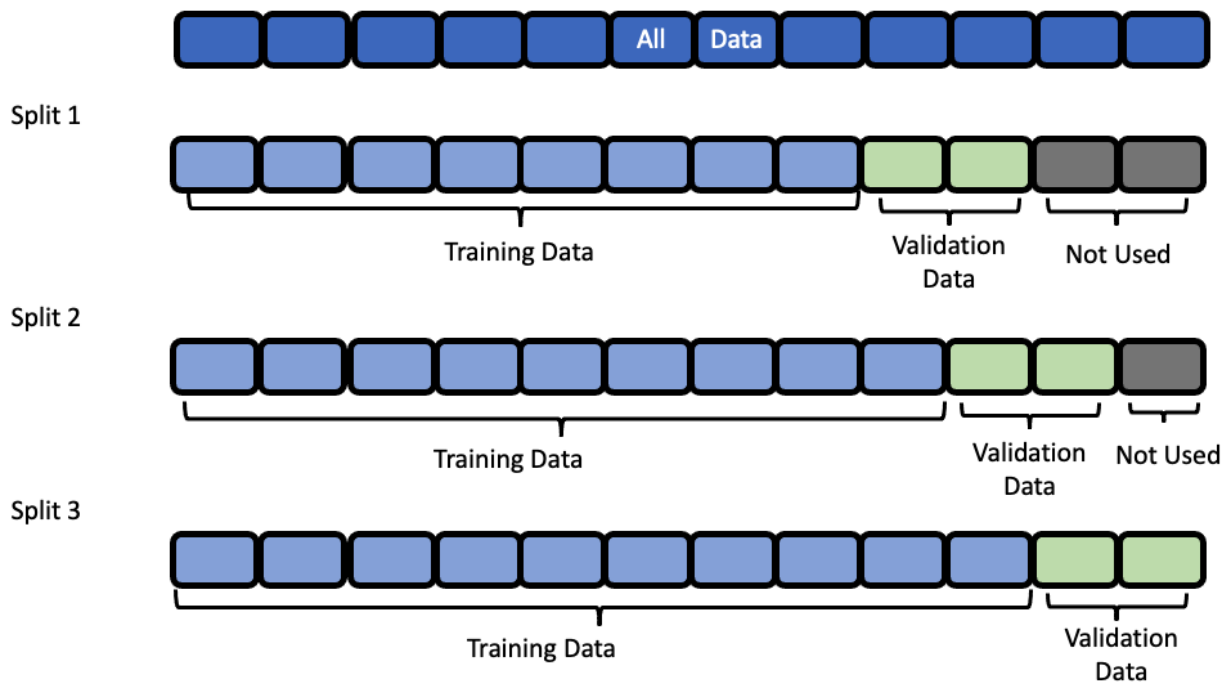 All Data
Split 1
Training Data
Validation
Data
Not Used
Split 2
Training Data
Validation
Data
Not Used
Split 3
Training Data
Validation
Data